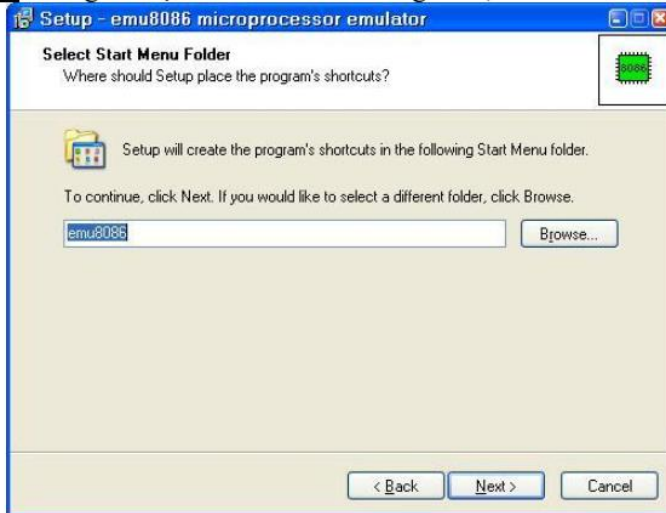 Setup - emu8086 microprocessor emulator
Select Start Menu Folder
Where should Setup place the program's shortcuts?
8086
Setup will create the program's shortcuts in the following Start Menu folder.
To continue, click Next. If you would like to select a different folder, click Browse.
emu8086
Browse...
< Back
Next >
Cancel